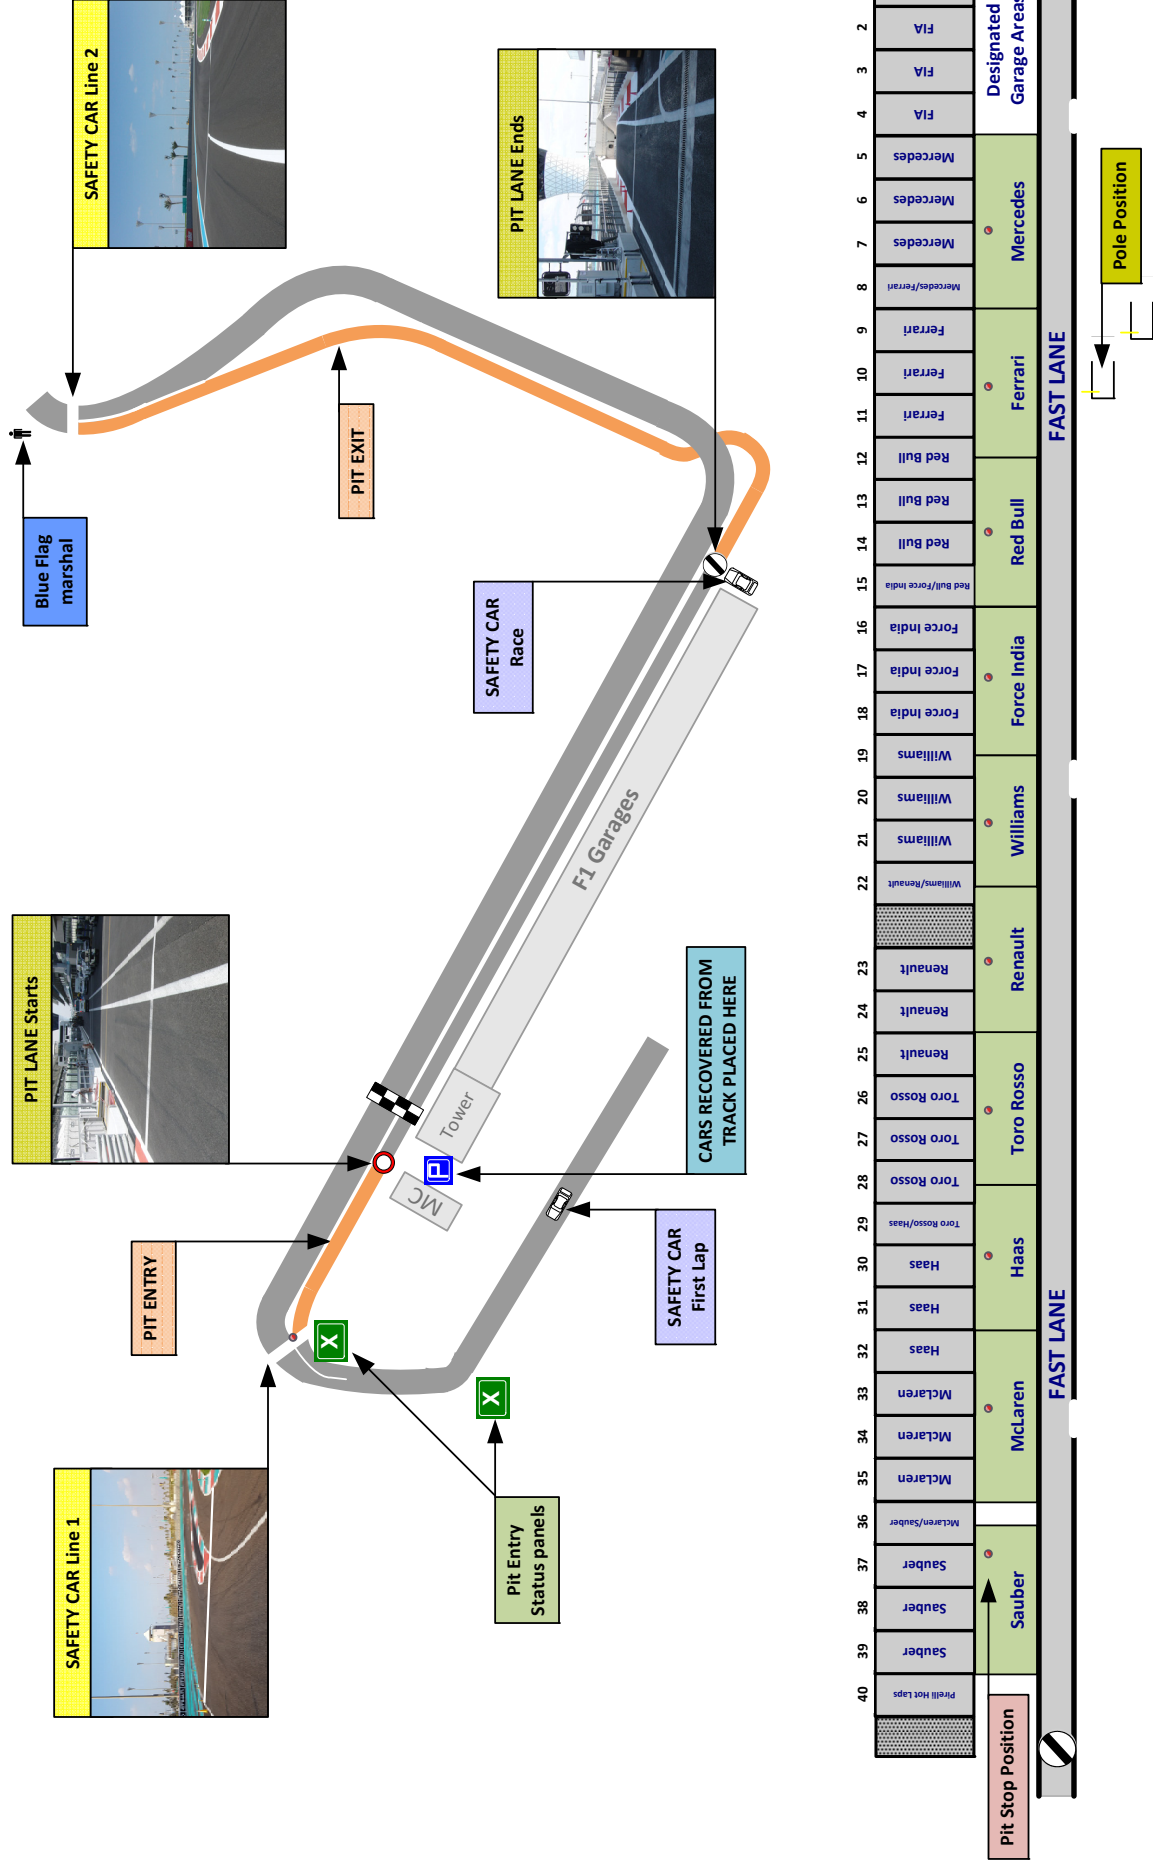 SAFETY CAR Line 2
PIT LANE Ends
Blue Flag
marshal
PIT EXIT
SAFETY CAR
Race
F1 Garages
PIT LANE Starts
Tower
MC
P
CARS RECOVERED FROM
TRACK PLACED HERE
PIT ENTRY
SAFETY CAR
First Lap
X
X
SAFETY CAR Line 1
Pit Entry
Status panels
2 FIA
3 FIA
4 FIA
5 Mercedes
6 Mercedes
7 Mercedes
8 Mercedes/Ferrari
9 Ferrari
10 Ferrari
11 Ferrari
12 Red Bull
13 Red Bull
14 Red Bull
15 Red Bull/Force India
16 Force India
17 Force India
18 Force India
19 Williams
20 Williams
21 Williams
22 Williams/Renault
23 Renault
24 Renault
25 Renault
26 Toro Rosso
27 Toro Rosso
28 Toro Rosso
29 Toro Rosso/Haas
30 Haas
31 Haas
32 Haas
33 McLaren
34 McLaren
35 McLaren
36 McLaren/Sauber
37 Sauber
38 Sauber
39 Sauber
40 Pirelli Hot Laps
Designated
Garage Areas
Mercedes
Ferrari
Red Bull
Force India
Williams
Renault
Toro Rosso
Haas
McLaren
Sauber
FAST LANE
FAST LANE
Pole Position
Pit Stop Position